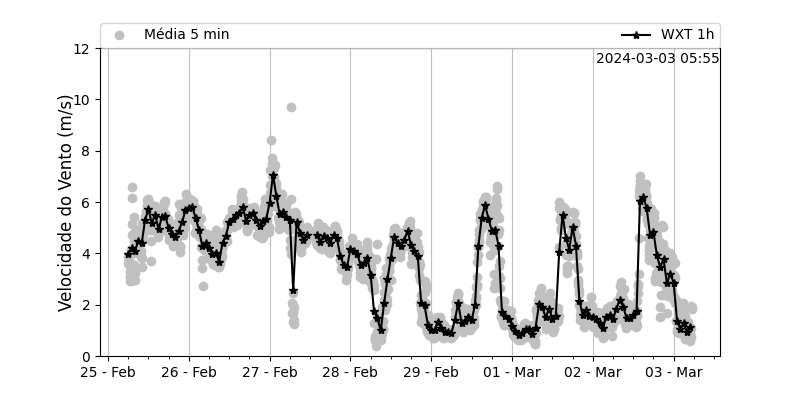 Média 5 min
WXT 1h
2024-03-03 05:55
Velocidade do Vento (m/s)
12
10
8
6
4
2
0
25 - Feb
26 - Feb
27 - Feb
28 - Feb
29 - Feb
01 - Mar
02 - Mar
03 - Mar